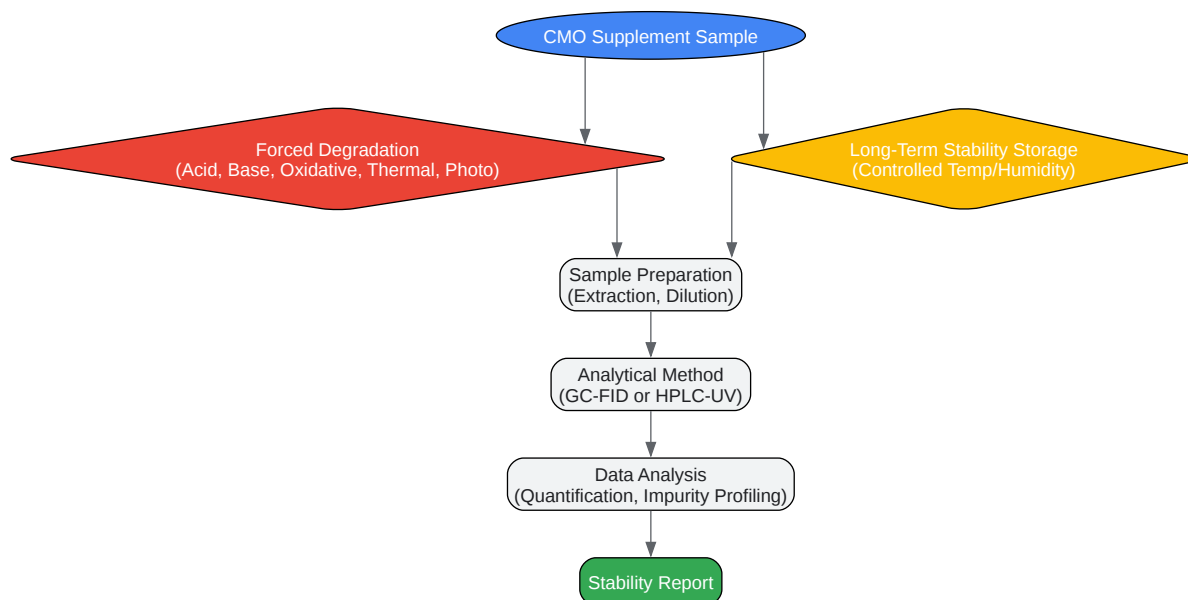 CMO Supplement Sample
Forced Degradation
(Acid, Base, Oxidative, Thermal, Photo)
Long-Term Stability Storage
(Controlled Temp/Humidity)
Sample Preparation
(Extraction, Dilution)
Analytical Method
(GC-FID or HPLC-UV)
Data Analysis
(Quantification, Impurity Profiling)
Stability Report